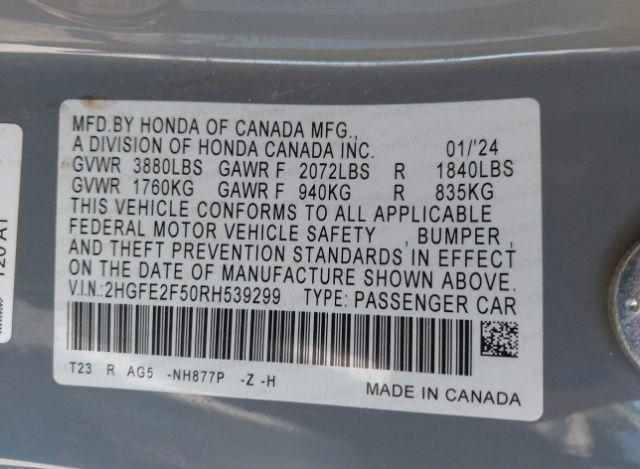 MFD.BY HONDA OF CANADA MFG.,
A DIVISION OF HONDA CANADA INC. 01/'24
GVWR 3880LBS GAWR F 2072LBS R 1840LBS
GVWR 1760KG GAWR F 940KG R 835KG
THIS VEHICLE CONFORMS TO ALL APPLICABLE
FEDERAL MOTOR VEHICLE SAFETY , BUMPER ,
AND THEFT PREVENTION STANDARDS IN EFFECT
ON THE DATE OF MANUFACTURE SHOWN ABOVE.
V.I.N:2HGFE2F50RH539299 TYPE: PASSENGER CAR
T23 R AG5 -NH877P -Z -H
MADE IN CANADA